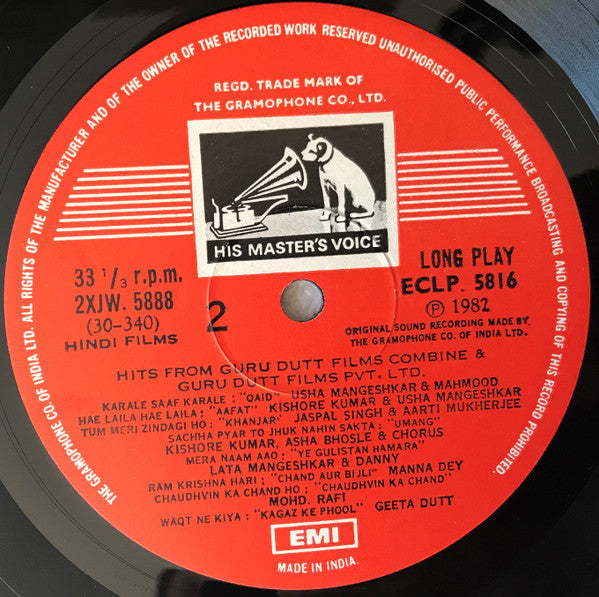 THE GRAMOPHONE CO. OF INDIA LTD. ALL RIGHTS OF THE MANUFACTURER AND OF THE OWNER OF THE RECORDED WORK RESERVED UNAUTHORISED PUBLIC PERFORMANCE BROADCASTING AND COPYING OF THIS RECORD PROHIBITED.
REGD. TRADE MARK OF
THE GRAMOPHONE CO., LTD.
HIS MASTER'S VOICE
33 1/3 r.p.m.
2XJW. 5888
(30-340)
HINDI FILMS
2
LONG PLAY
ECLP. 5816
Ⓟ 1982
ORIGINAL SOUND RECORDING MADE BY.
THE GRAMOPHONE CO. OF INDIA LTD.
HITS FROM GURU DUTT FILMS COMBINE &
GURU DUTT FILMS PVT. LTD.
KARALE SAAF KARALE : "QAID" USHA MANGESHKAR & MAHMOOD
HAE LAILA HAE LAILA ; "AAFAT" KISHORE KUMAR & USHA MANGESHKAR
TUM MERI ZINDAGI HO : "KHANJAR" JASPAL SINGH & AARTI MUKHERJEE
SACHHA PYAR TO JHUK NAHIN SAKTA : "UMANG"
KISHORE KUMAR, ASHA BHOSLE & CHORUS
MERA NAAM AAO ; "YE GULISTAN HAMARA"
LATA MANGESHKAR & DANNY
RAM KRISHNA HARI ; "CHAND AUR BIJLI" MANNA DEY
CHAUDHVIN KA CHAND HO ; "CHAUDHVIN KA CHAND"
MOHD. RAFI
WAQT NE KIYA : "KAGAZ KE PHOOL" GEETA DUTT
EMI
MADE IN INDIA